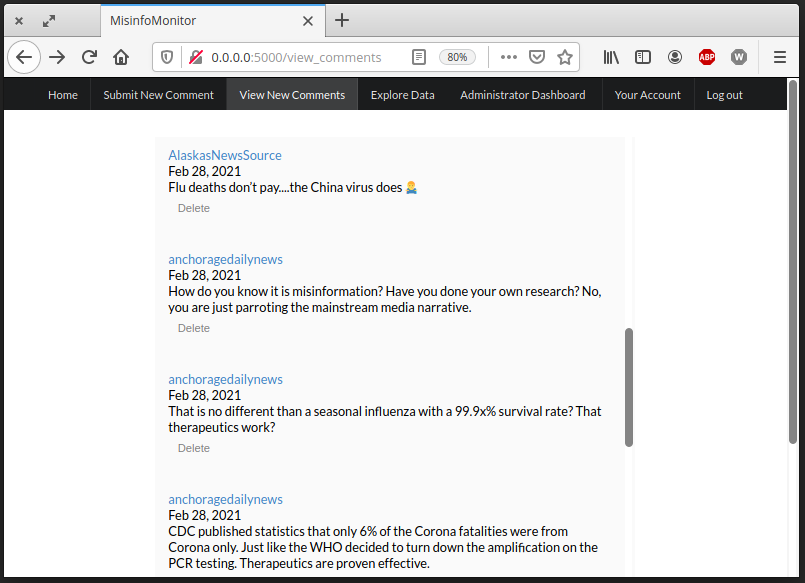 MisinfoMonitor
0.0.0.0:5000/view_comments
80%
ABP
W
Home
Submit New Comment
View New Comments
Explore Data
Administrator Dashboard
Your Account
Log out
AlaskasNewsSource
Feb 28, 2021
Flu deaths don't pay....the China virus does 🤷‍♂️
Delete
anchoragedailynews
Feb 28, 2021
How do you know it is misinformation? Have you done your own research? No,
you are just parroting the mainstream media narrative.
Delete
anchoragedailynews
Feb 28, 2021
That is no different than a seasonal influenza with a 99.9x% survival rate? That
therapeutics work?
Delete
anchoragedailynews
Feb 28, 2021
CDC published statistics that only 6% of the Corona fatalities were from
Corona only. Just like the WHO decided to turn down the amplification on the
PCR testing. Therapeutics are proven effective.